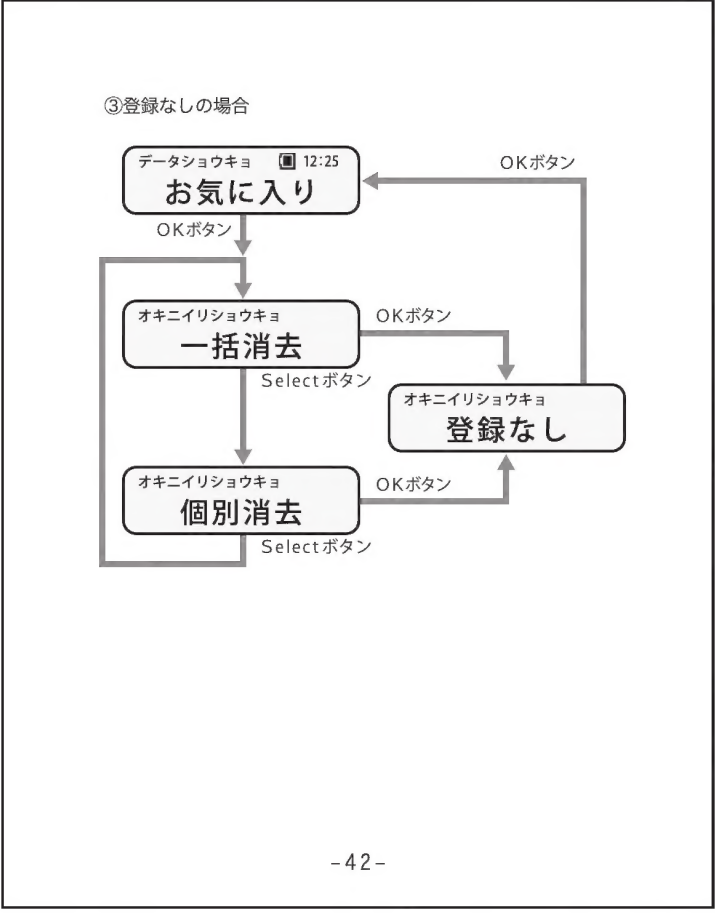 ③登録なしの場合
データショウキョ 12:25
お気に入り
OKボタン
OKボタン
オキニイリショウキョ
一括消去
OKボタン
Selectボタン
オキニイリショウキョ
登録なし
オキニイリショウキョ
個別消去
OKボタン
Selectボタン
-42-